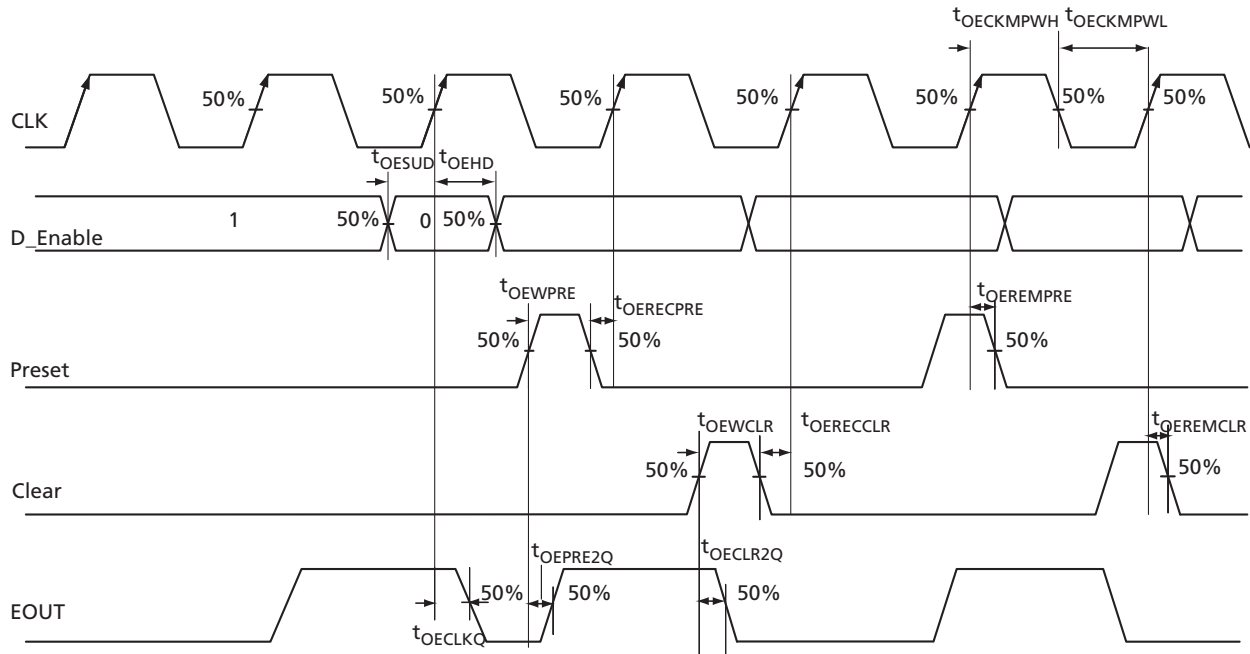 tOECKMPWH tOECKMPWL
50% 50% 50% 50% 50% 50% 50%
CLK
tOESUD tOEHD
1 50% 0 50%
D_Enable
tOEWPRE tOERECPRE tOEREMPRE
50% 50% 50%
Preset
tOEWCLR tOERECCLR tOEREMCLR
50% 50% 50%
Clear
tOEPRE2Q tOECLR2Q
50% 50% 50%
EOUT
tOECLKQ